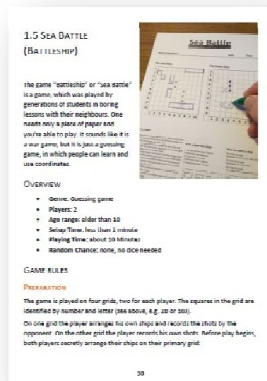 1.5 SEA BATTLE
(BATTLESHIP)
Sea Battle
The game "Battleship" or "Sea Battle"
is a game, which was played by
generations of students in boring
lessons with their neighbours. One
needs only a piece of paper and
you're able to play. It sounds like it is
a war game, but it is just a guessing
game, in which people can learn and
use coordinates.
OVERVIEW
• Genre: Guessing game
• Players: 2
• Age range: older than 10
• Setup Time: less than 1 minute
• Playing Time: about 10 Minutes
• Random Chance: none, no dice needed
GAME RULES
PREPARATION
The game is played on four grids, two for each player. The squares in the grid are
identified by number and letter (see above, e.g. or
On one grid the player arranges his own ships and records the shots by the
opponent. On the other grid the player records his own shots. Before play begins,
both players secretly arrange their ships on their primary grid: